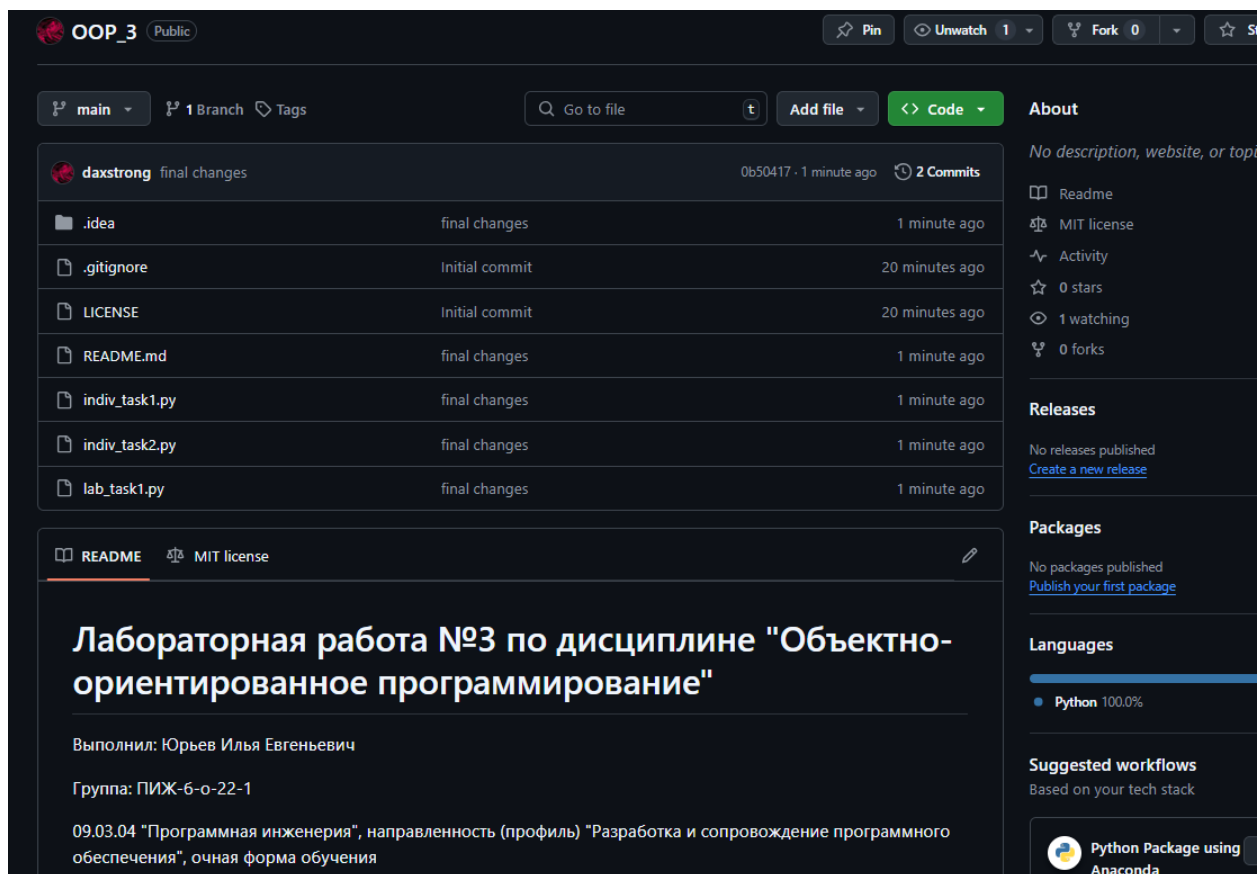 OOP_3 Public Pin Unwatch 1 Fork 0
main 1 Branch Tags Go to file t Add file Code
daxstrong final changes 0b50417 · 1 minute ago 2 Commits
.idea final changes 1 minute ago
.gitignore Initial commit 20 minutes ago
LICENSE Initial commit 20 minutes ago
README.md final changes 1 minute ago
indiv_task1.py final changes 1 minute ago
indiv_task2.py final changes 1 minute ago
lab_task1.py final changes 1 minute ago
README MIT license
Лабораторная работа №3 по дисциплине "Объектно-
ориентированное программирование"
Выполнил: Юрьев Илья Евгеньевич
Группа: ПИЖ-6-о-22-1
09.03.04 "Программная инженерия", направленность (профиль) "Разработка и сопровождение программного
обеспечения", очная форма обучения
About
No description, website, or
Readme
MIT license
Activity
0 stars
1 watching
0 forks
Releases
No releases published
Create a new release
Packages
No packages published
Publish your first package
Languages
Python 100.0%
Suggested workflows
Based on your tech stack
Python Package using
Anaconda